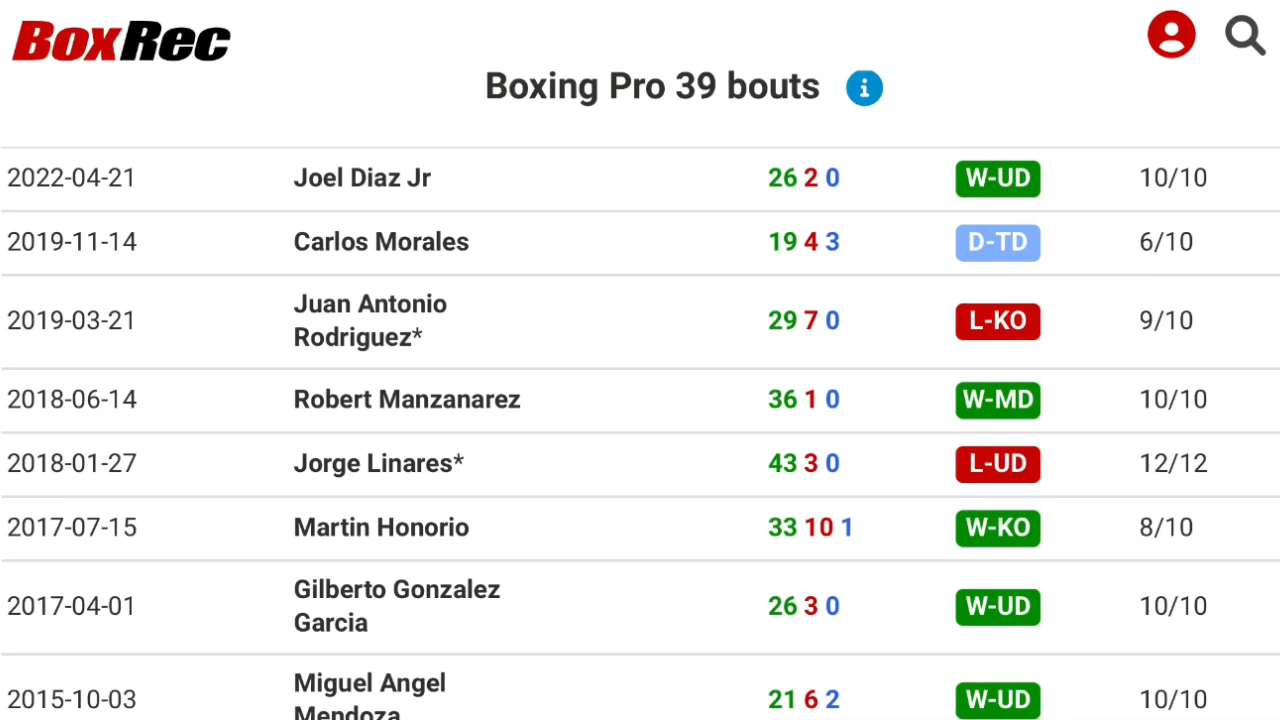 BoxRec
Boxing Pro 39 bouts i
2022-04-21 Joel Diaz Jr 26 2 0 W-UD 10/10
2019-11-14 Carlos Morales 19 4 3 D-TD 6/10
2019-03-21 Juan Antonio Rodriguez* 29 7 0 L-KO 9/10
2018-06-14 Robert Manzanarez 36 1 0 W-MD 10/10
2018-01-27 Jorge Linares* 43 3 0 L-UD 12/12
2017-07-15 Martin Honorio 33 10 1 W-KO 8/10
2017-04-01 Gilberto Gonzalez Garcia 26 3 0 W-UD 10/10
2015-10-03 Miguel Angel Mendoza 21 6 2 W-UD 10/10